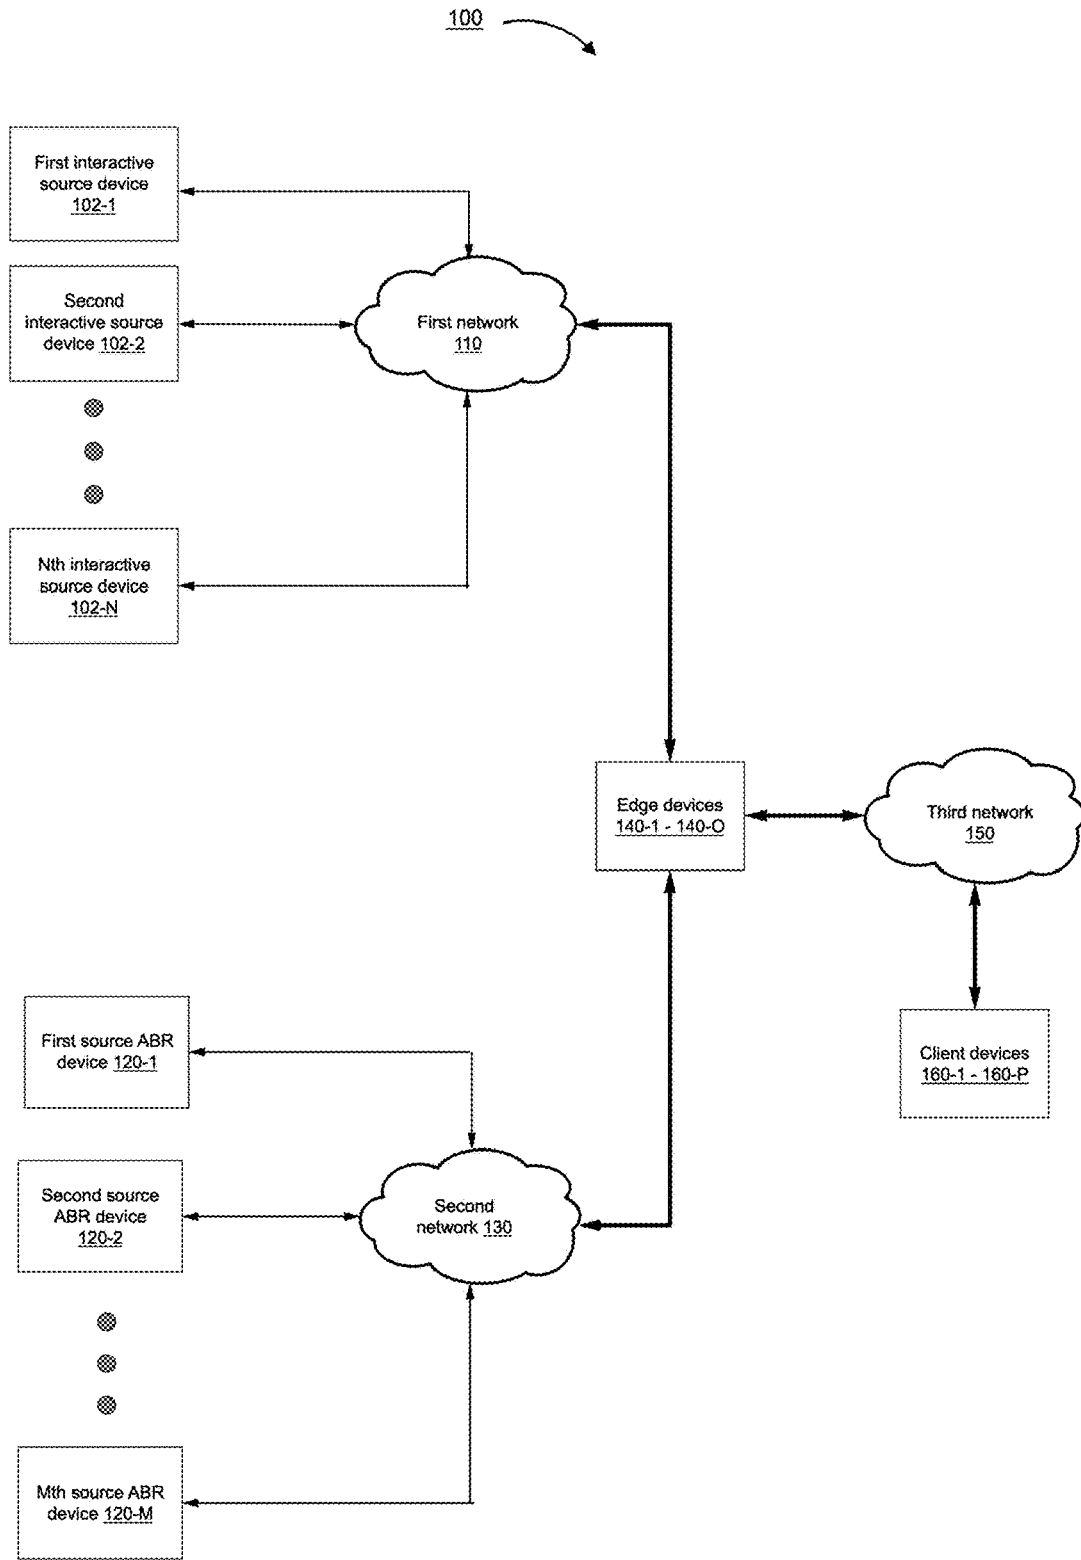 100
First interactive
source device
102-1
Second
interactive source
device 102-2
First network
110
Nth interactive
source device
102-N
Edge devices
140-1 - 140-O
Third network
150
First source ABR
device 120-1
Client devices
160-1 - 160-P
Second source
ABR device
120-2
Second
network 130
Mth source ABR
device 120-M